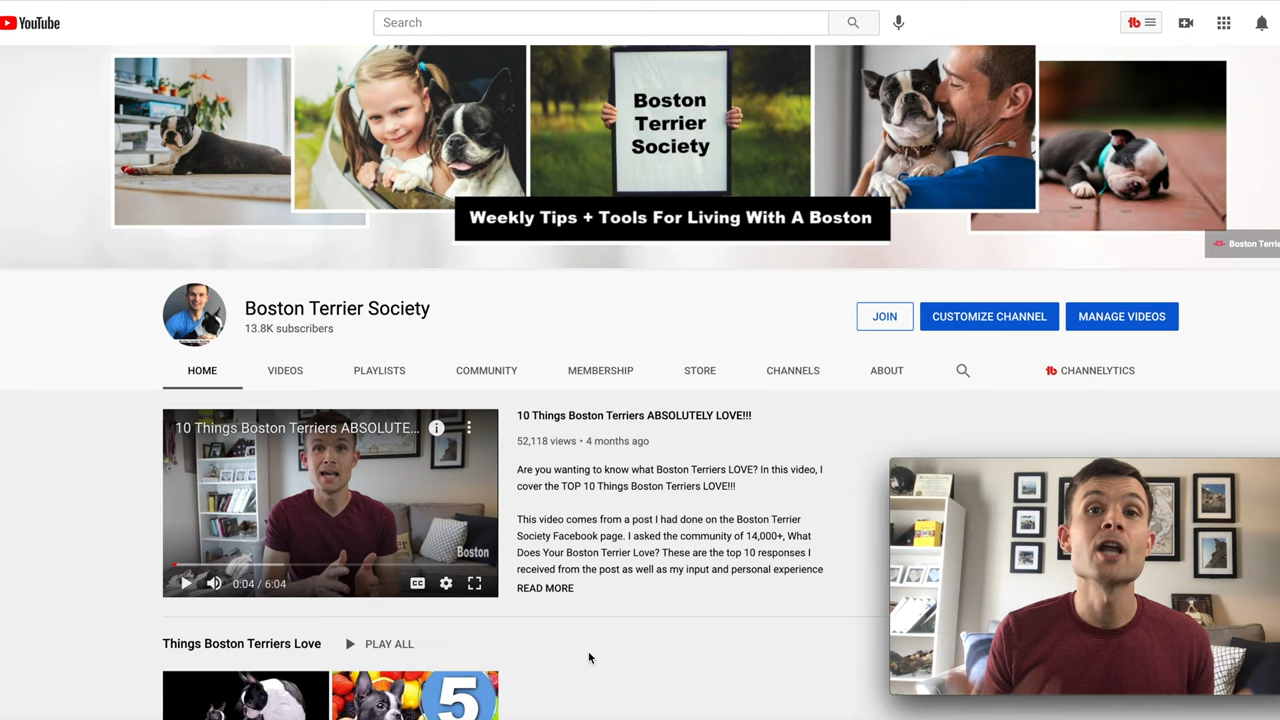 YouTube
Search
Boston
Terrier
Society
Weekly Tips + Tools For Living With A Boston
Boston Terrie
Boston Terrier Society
13.8K subscribers
JOIN
CUSTOMIZE CHANNEL
MANAGE VIDEOS
HOME
VIDEOS
PLAYLISTS
COMMUNITY
MEMBERSHIP
STORE
CHANNELS
ABOUT
tb CHANNELYTICS
10 Things Boston Terriers ABSOLUTE...
Boston
CC
0:04 / 6:04
10 Things Boston Terriers ABSOLUTELY LOVE!!!
52,118 views • 4 months ago
Are you wanting to know what Boston Terriers LOVE? In this video, I
cover the TOP 10 Things Boston Terriers LOVE!!!
This video comes from a post I had done on the Boston Terrier
Society Facebook page. I asked the community of 14,000+, What
Does Your Boston Terrier Love? These are the top 10 responses I
received from the post as well as my input and personal experience
READ MORE
Things Boston Terriers Love
PLAY ALL
5